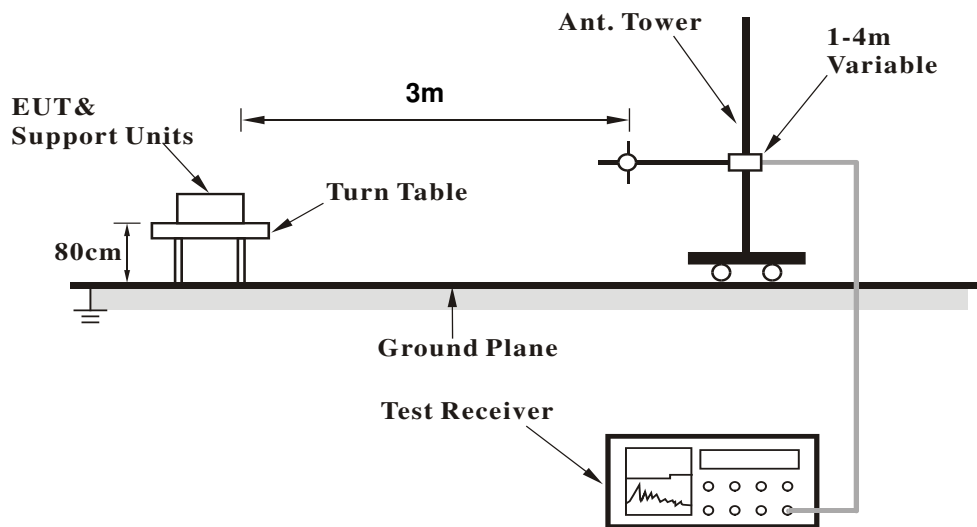 Ant. Tower
1-4m
Variable
3m
EUT&
Support Units
Turn Table
80cm
Ground Plane
Test Receiver